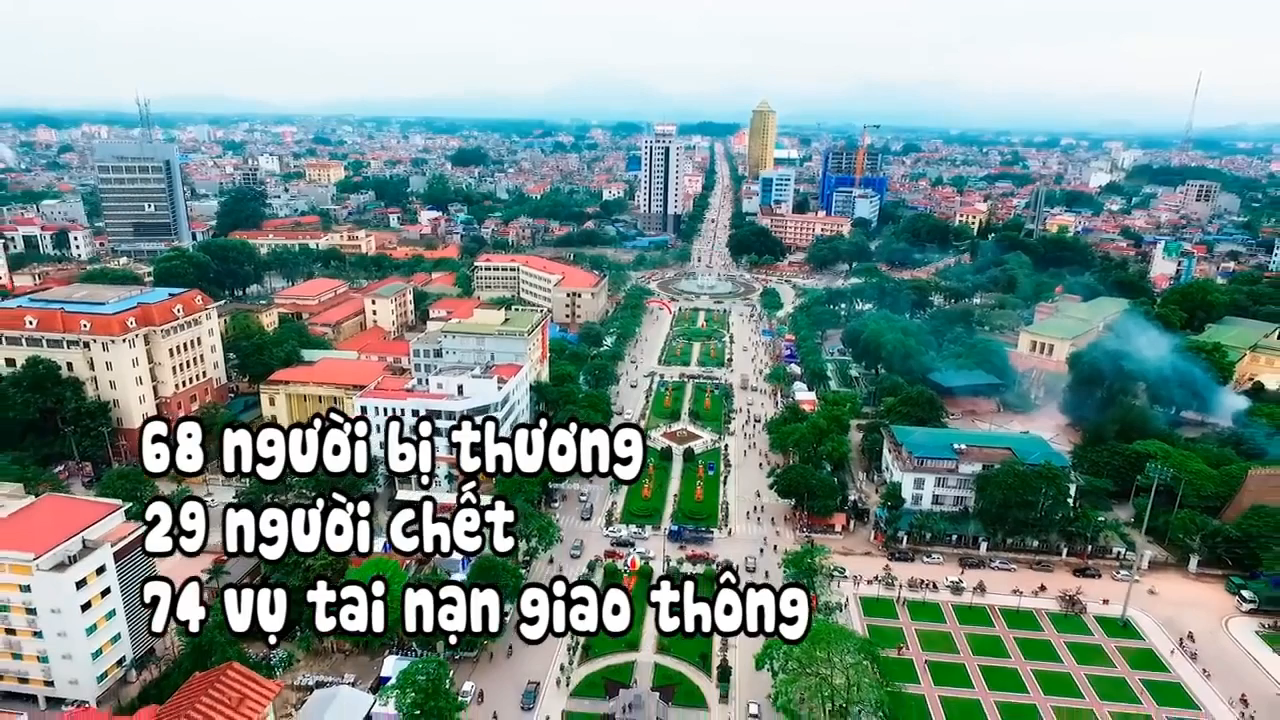 68 người bị thương
29 người chết
74 vụ tai nạn giao thông